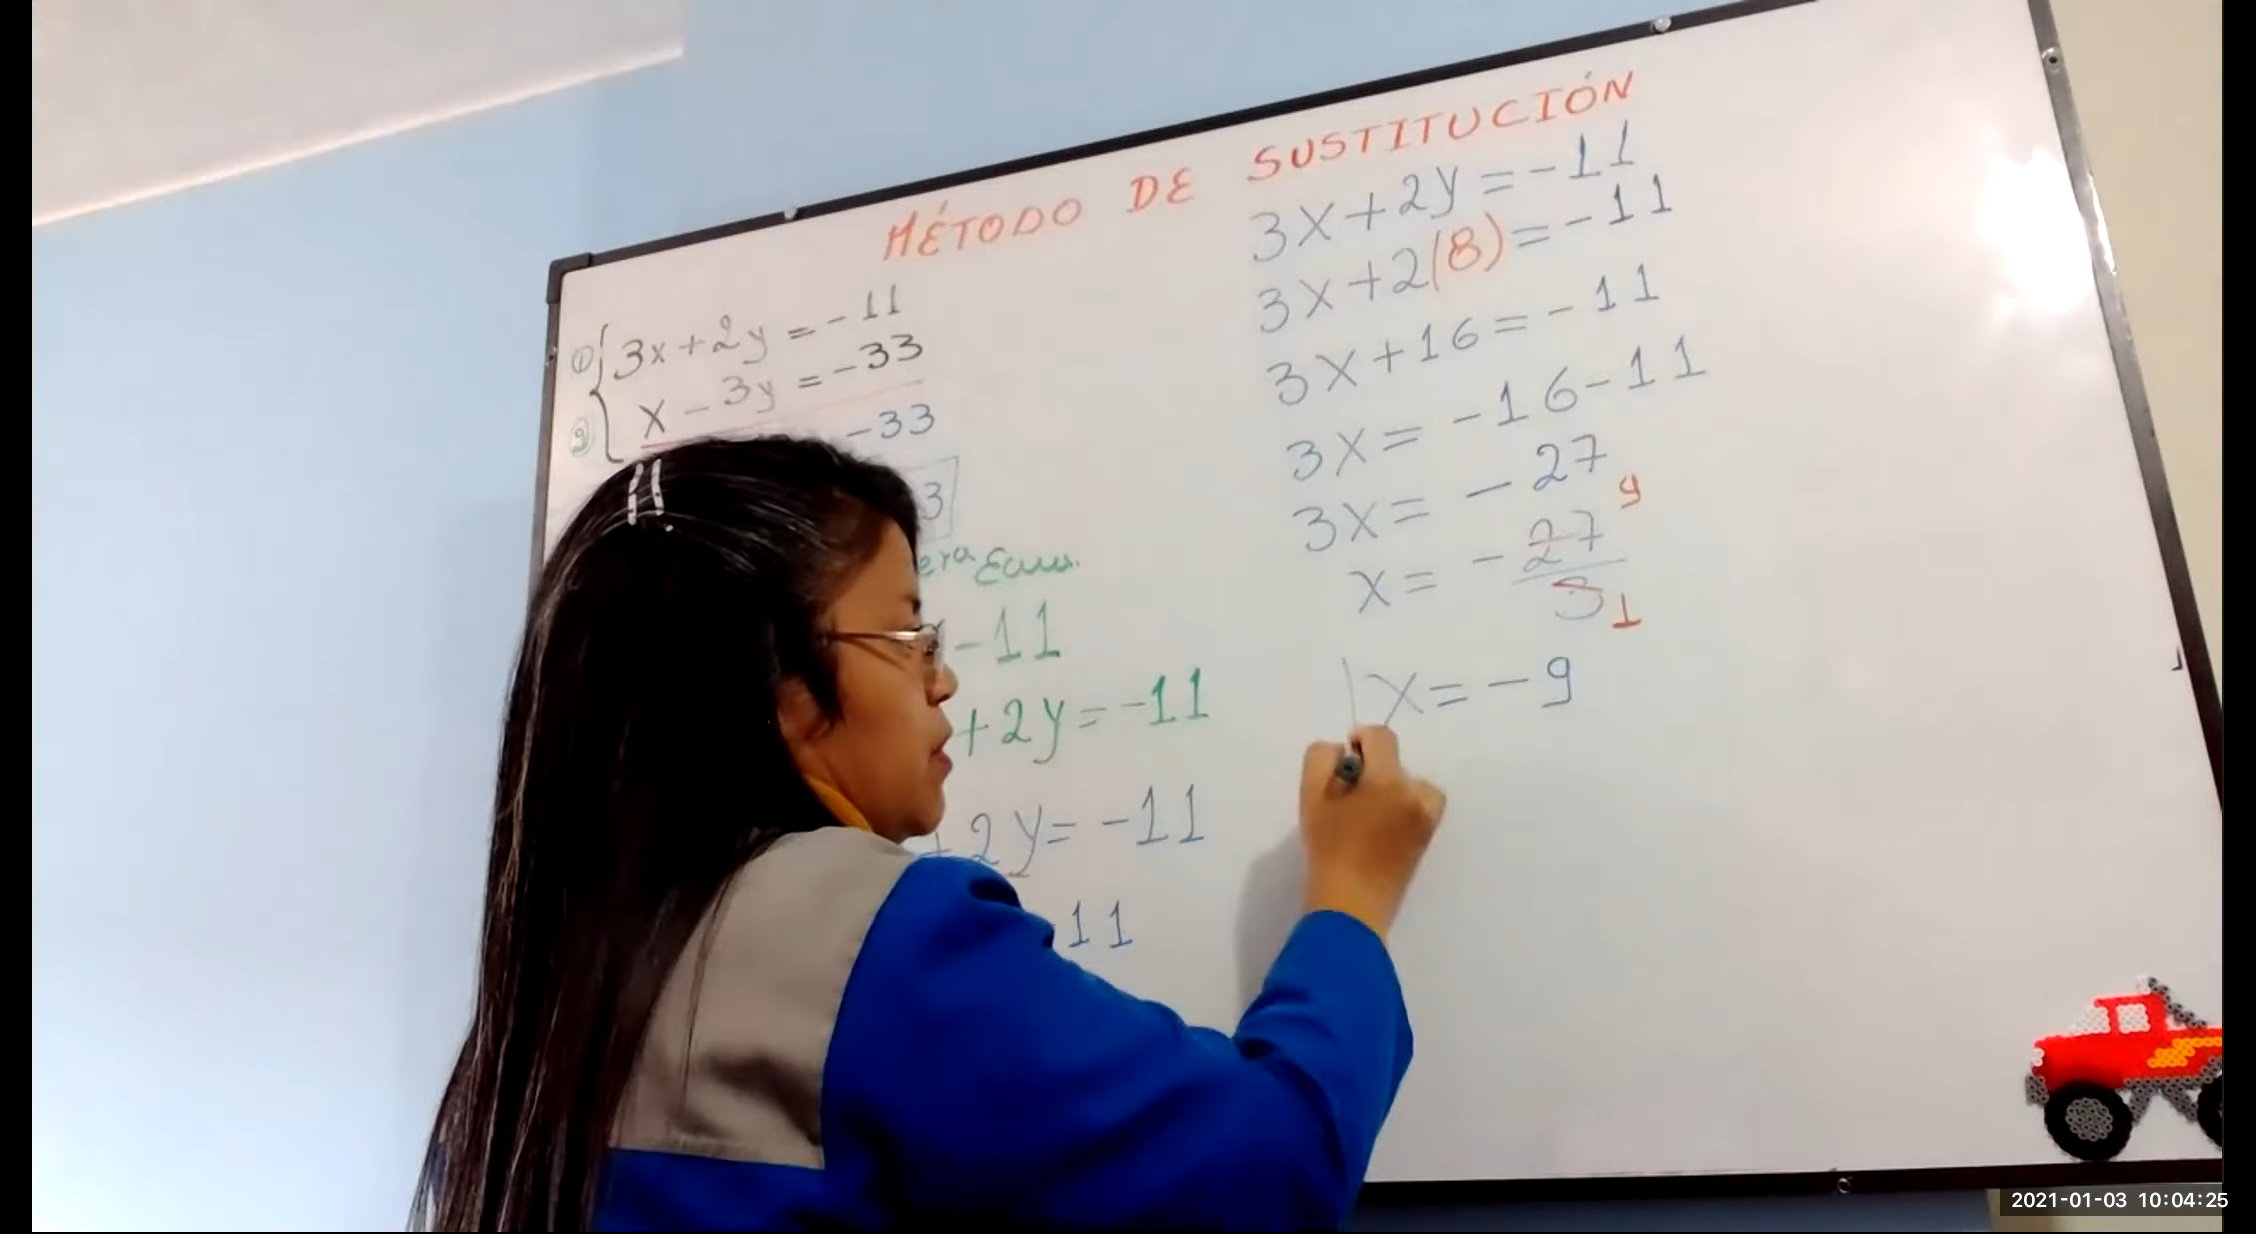 MÉTODO DE SUSTITUCIÓN
① 3x+2y=-11
② x-3y=-33
-33
3
era Ecua.
-11
+2y=-11
+2y=-11
11
3x+2y=-11
3x+2(8)=-11
3x+16=-11
3x=-16-11
3x=-27
x=-27/3
9
1
x=-9
2021-01-03 10:04:25